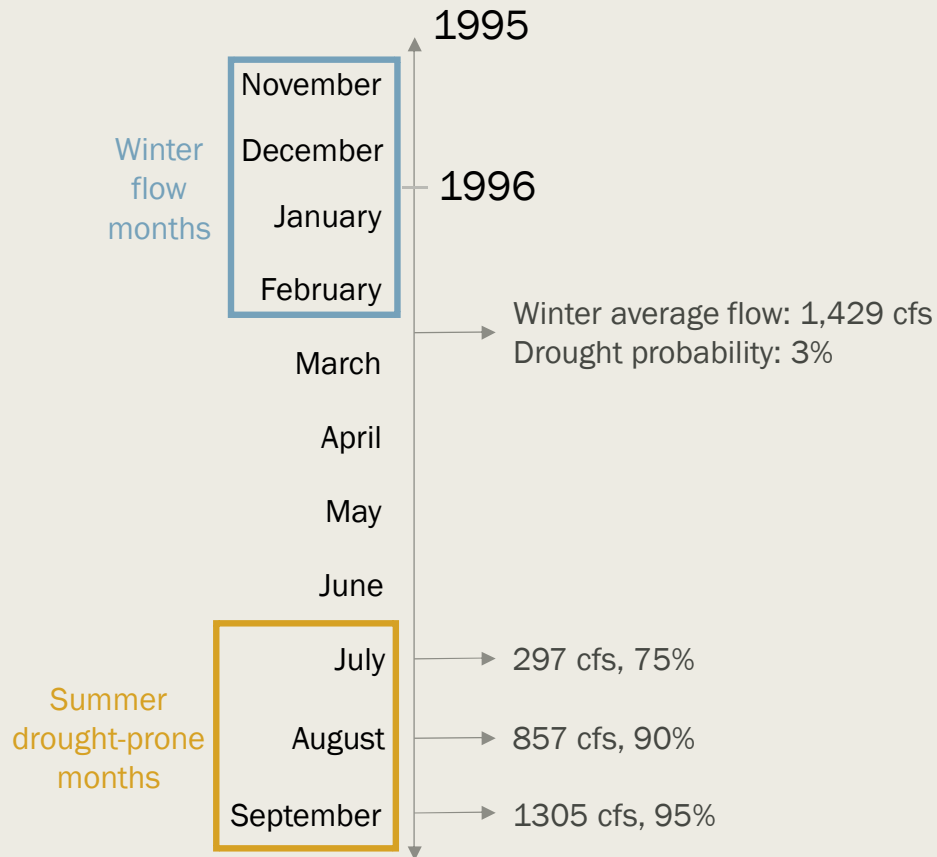 1995
November
December
Winter
flow
months
1996
January
February
Winter average flow: 1,429 cfs
Drought probability: 3%
March
April
May
June
July
297 cfs, 75%
Summer
drought-prone
months
August
857 cfs, 90%
September
1305 cfs, 95%